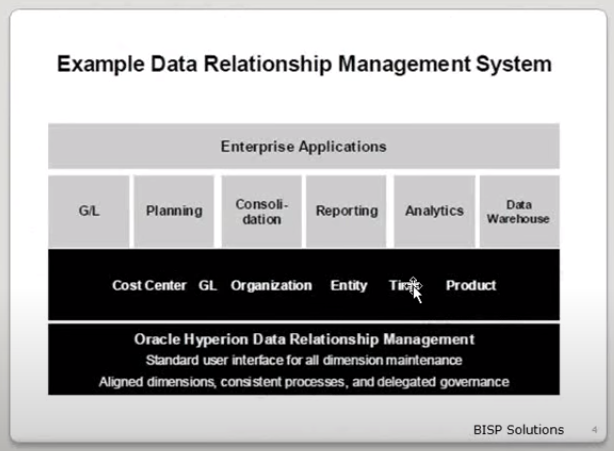 Example Data Relationship Management System
Enterprise Applications
G/L
Planning
Consoli-
dation
Reporting
Analytics
Data
Warehouse
Cost Center GL Organization Entity Time Product
Oracle Hyperion Data Relationship Management
Standard user interface for all dimension maintenance
Aligned dimensions, consistent processes, and delegated governance
BISP Solutions
4